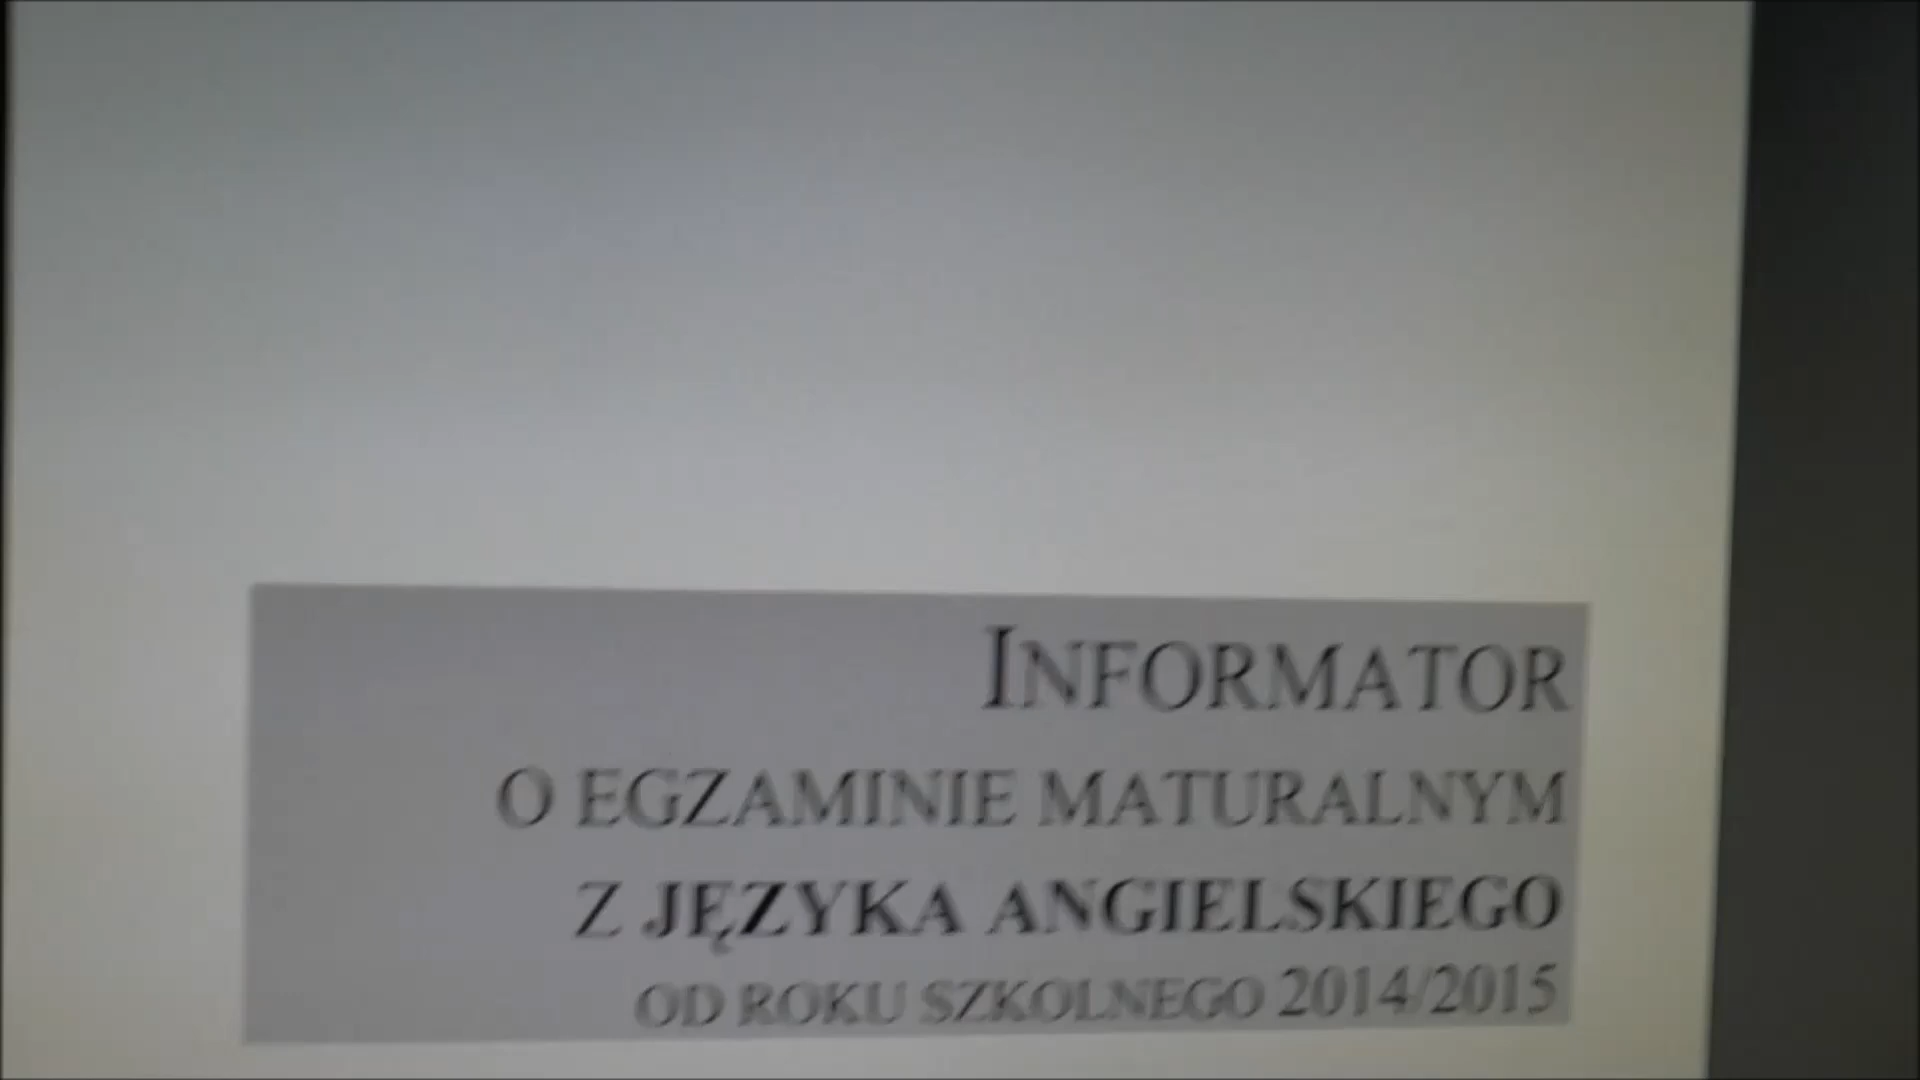 INFORMATOR
O EGZAMINIE MATURALNYM
Z JĘZYKA ANGIELSKIEGO
OD ROKU SZKOLNEGO 2014/2015